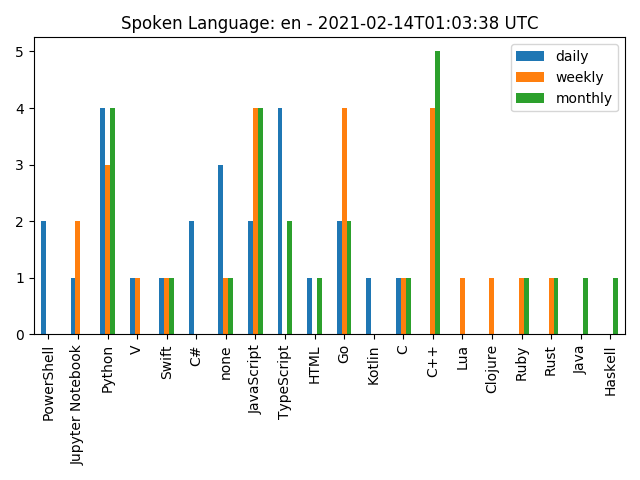 Spoken Language: en - 2021-02-14T01:03:38 UTC
daily
weekly
monthly
5
4
3
2
1
0
PowerShell
Jupyter Notebook
Python
V
Swift
C#
none
JavaScript
TypeScript
HTML
Go
Kotlin
C
C++
Lua
Clojure
Ruby
Rust
Java
Haskell